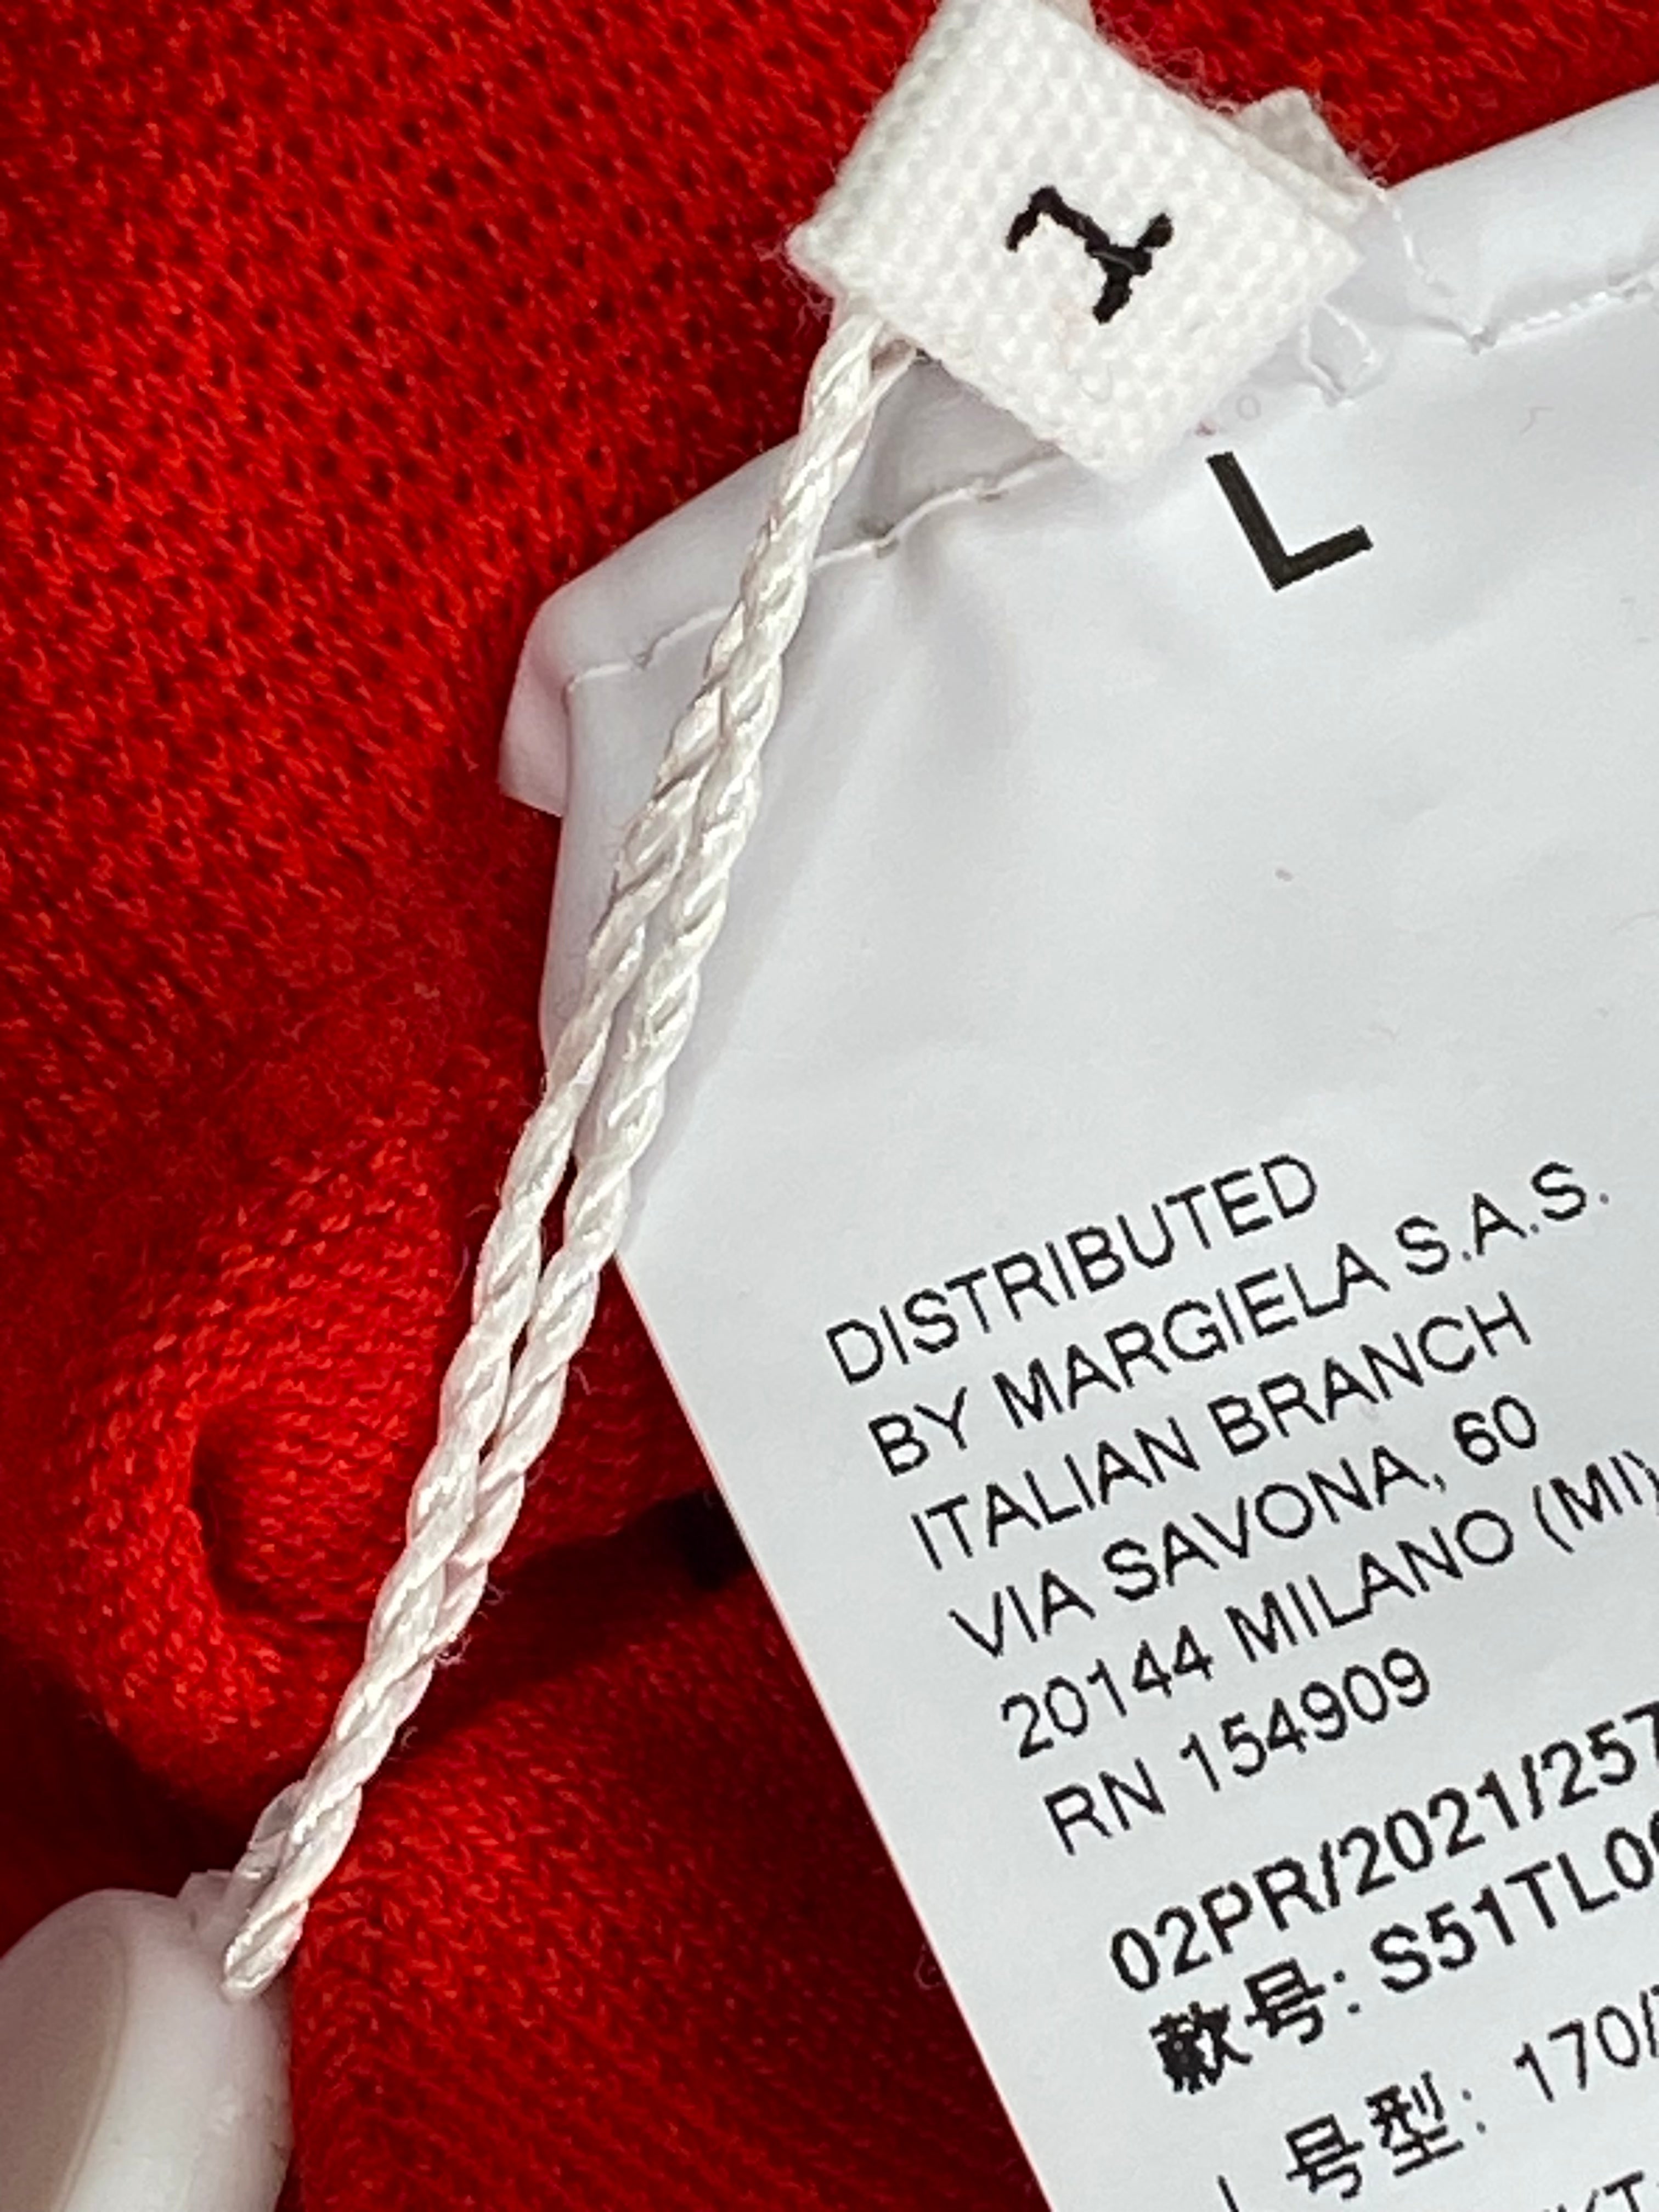 1
L
DISTRIBUTED
BY MARGIELA S.A.S.
ITALIAN BRANCH
VIA SAVONA, 60
20144 MILANO (MI)
RN 154909
02PR/2021/257
款号: S51TL0
号型: 170/